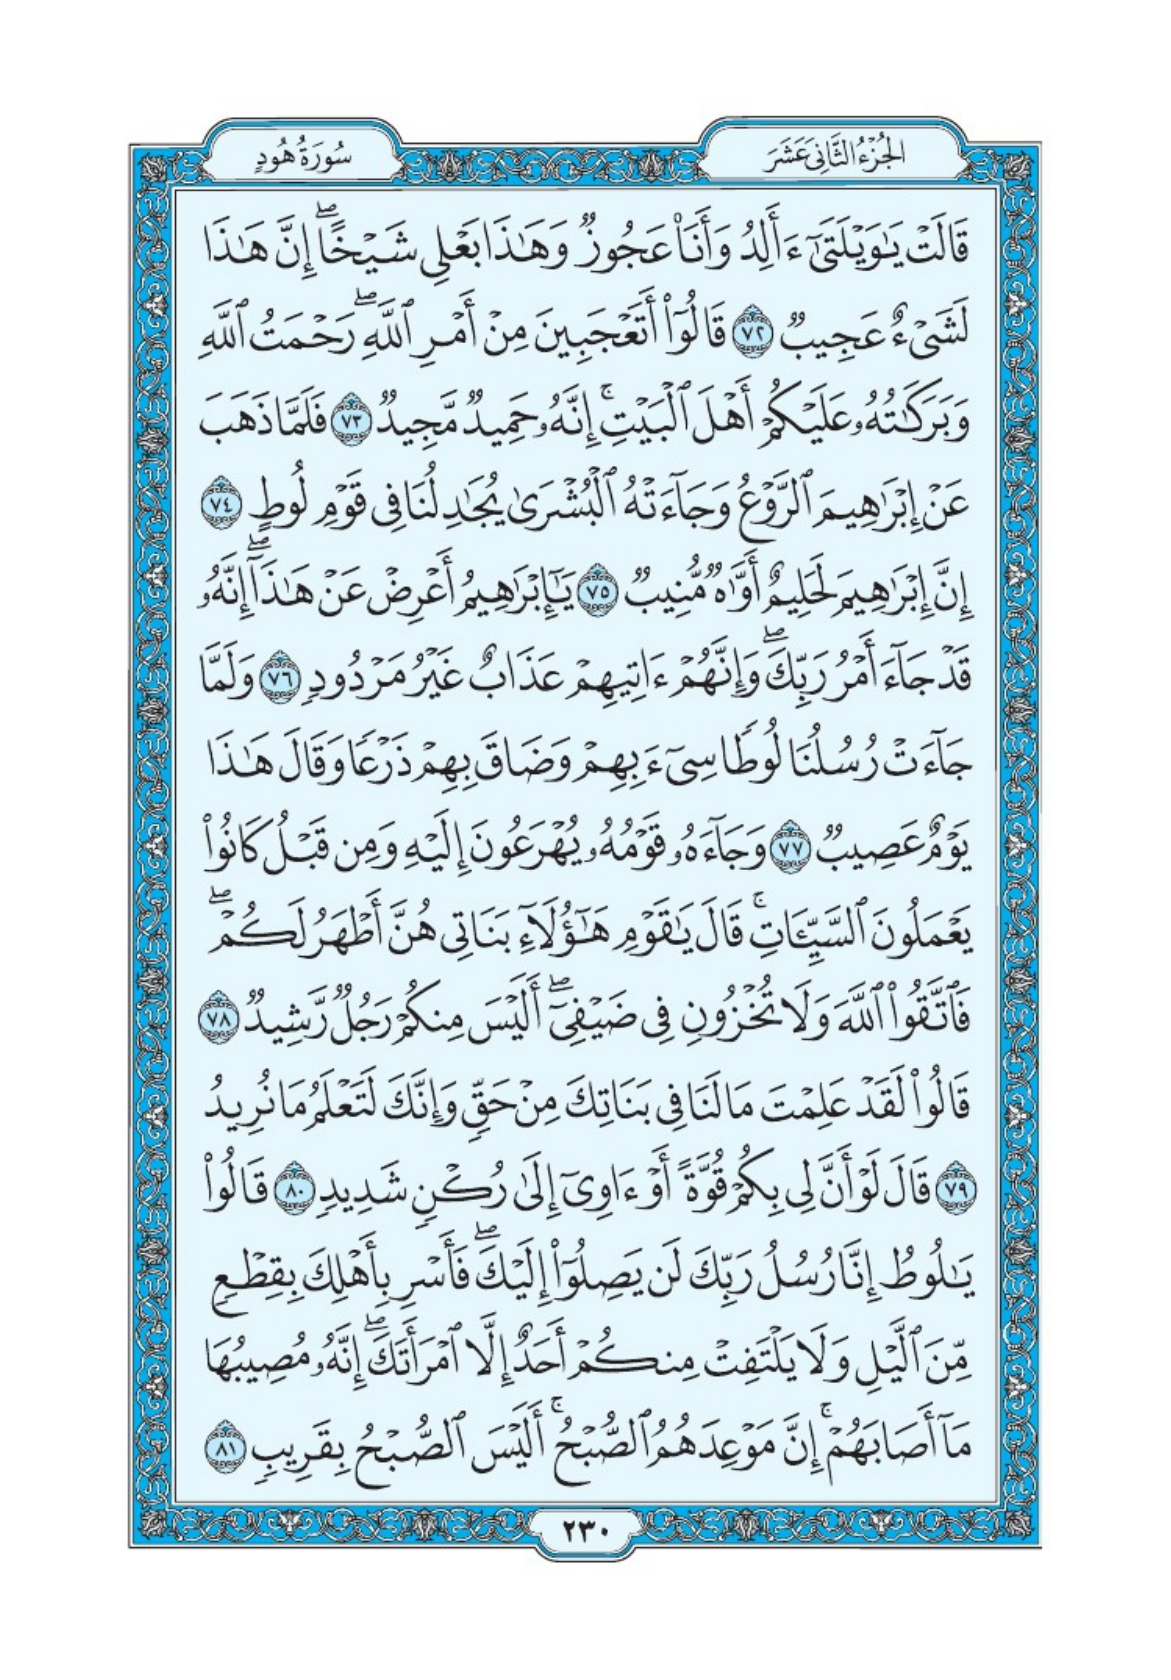 الجُزْءُ الثَّانِي عَشَرَ
سُورَةُ هُودٍ
قَالَتْ يَٰوَيْلَتَىٰٓ ءَأَلِدُ وَأَنَا۠ عَجُوزٌ وَهَٰذَا بَعْلِى شَيْخًا ۖ إِنَّ هَٰذَا
لَشَىْءٌ عَجِيبٌ ﴿٧٢﴾ قَالُوٓا۟ أَتَعْجَبِينَ مِنْ أَمْرِ ٱللَّهِ ۖ رَحْمَتُ ٱللَّهِ
وَبَرَكَٰتُهُۥ عَلَيْكُمْ أَهْلَ ٱلْبَيْتِ ۚ إِنَّهُۥ حَمِيدٌ مَّجِيدٌ ﴿٧٣﴾ فَلَمَّا ذَهَبَ
عَنْ إِبْرَٰهِيمَ ٱلرَّوْعُ وَجَآءَتْهُ ٱلْبُشْرَىٰ يُجَٰدِلُنَا فِى قَوْمِ لُوطٍ ﴿٧٤﴾
إِنَّ إِبْرَٰهِيمَ لَحَلِيمٌ أَوَّٰهٌ مُّنِيبٌ ﴿٧٥﴾ يَٰٓإِبْرَٰهِيمُ أَعْرِضْ عَنْ هَٰذَآ ۖ إِنَّهُۥ
قَدْ جَآءَ أَمْرُ رَبِّكَ ۖ وَإِنَّهُمْ ءَاتِيهِمْ عَذَابٌ غَيْرُ مَرْدُودٍ ﴿٧٦﴾ وَلَمَّا
جَآءَتْ رُسُلُنَا لُوطًا سِىٓءَ بِهِمْ وَضَاقَ بِهِمْ ذَرْعًا وَقَالَ هَٰذَا
يَوْمٌ عَصِيبٌ ﴿٧٧﴾ وَجَآءَهُۥ قَوْمُهُۥ يُهْرَعُونَ إِلَيْهِ وَمِن قَبْلُ كَانُوا۟
يَعْمَلُونَ ٱلسَّيِّـَٔاتِ ۚ قَالَ يَٰقَوْمِ هَٰٓؤُلَآءِ بَنَاتِى هُنَّ أَطْهَرُ لَكُمْ ۖ
فَٱتَّقُوا۟ ٱللَّهَ وَلَا تُخْزُونِ فِى ضَيْفِىٓ ۖ أَلَيْسَ مِنكُمْ رَجُلٌ رَّشِيدٌ ﴿٧٨﴾
قَالُوا۟ لَقَدْ عَلِمْتَ مَا لَنَا فِى بَنَاتِكَ مِنْ حَقٍّ وَإِنَّكَ لَتَعْلَمُ مَا نُرِيدُ
﴿٧٩﴾ قَالَ لَوْ أَنَّ لِى بِكُمْ قُوَّةً أَوْ ءَاوِىٓ إِلَىٰ رُكْنٍ شَدِيدٍ ﴿٨٠﴾ قَالُوا۟
يَٰلُوطُ إِنَّا رُسُلُ رَبِّكَ لَن يَصِلُوٓا۟ إِلَيْكَ ۖ فَأَسْرِ بِأَهْلِكَ بِقِطْعٍ
مِّنَ ٱلَّيْلِ وَلَا يَلْتَفِتْ مِنكُمْ أَحَدٌ إِلَّا ٱمْرَأَتَكَ ۖ إِنَّهُۥ مُصِيبُهَا
مَآ أَصَابَهُمْ ۚ إِنَّ مَوْعِدَهُمُ ٱلصُّبْحُ ۚ أَلَيْسَ ٱلصُّبْحُ بِقَرِيبٍ ﴿٨١﴾
٢٣٠